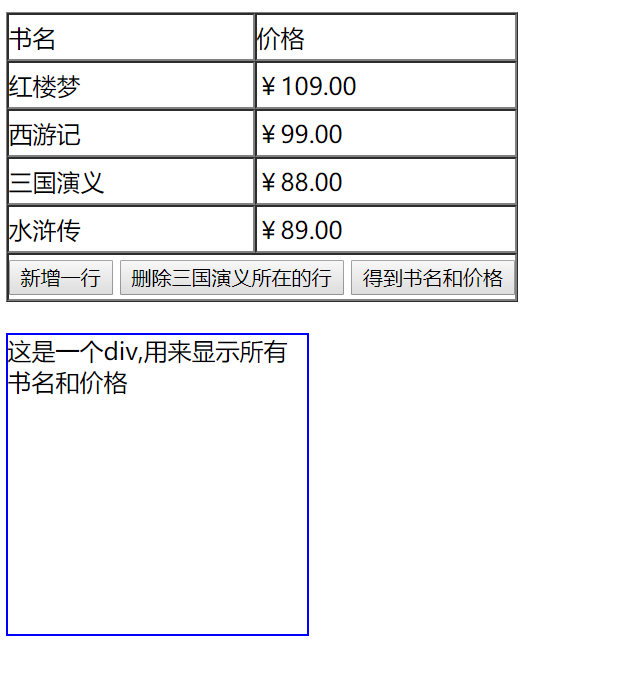 书名 价格
红楼梦 ￥109.00
西游记 ￥99.00
三国演义 ￥88.00
水浒传 ￥89.00
新增一行 删除三国演义所在的行 得到书名和价格
这是一个div,用来显示所有
书名和价格